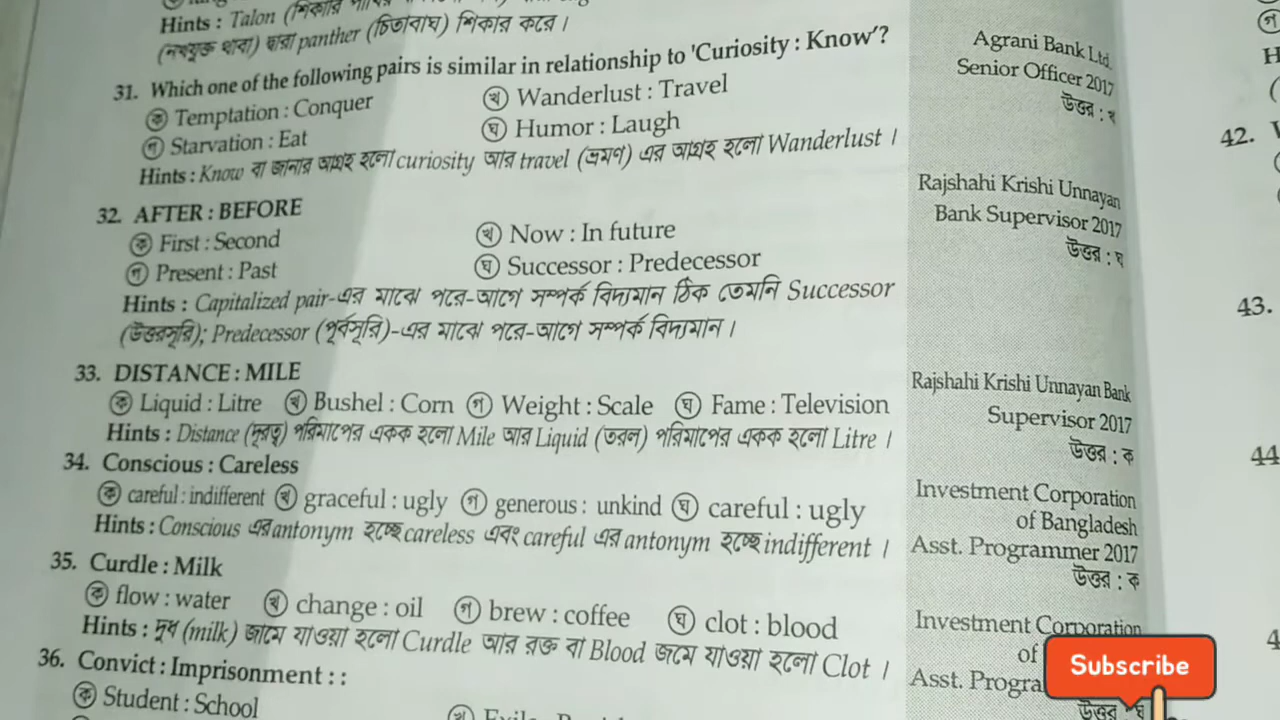 Hints : Talon (শিকারি
(নখযুক্ত থাবা) দ্বারা panther (চিতাবাঘ) শিকার করে।
31. Which one of the following pairs is similar in relationship to 'Curiosity : Know'?
Agrani Bank Ltd.
Senior Officer 2017
উত্তর : খ
ক Temptation : Conquer
খ Wanderlust : Travel
গ Starvation : Eat
ঘ Humor : Laugh
Hints : Know বা জানার আগ্রহ হলো curiosity আর travel (ভ্রমণ) এর আগ্রহ হলো Wanderlust ।
32. AFTER : BEFORE
Rajshahi Krishi Unnayan
Bank Supervisor 2017
উত্তর : ঘ
ক First : Second
খ Now : In future
গ Present : Past
ঘ Successor : Predecessor
Hints : Capitalized pair-এর মাঝে পরে-আগে সম্পর্ক বিদ্যমান ঠিক তেমনি Successor
(উত্তরসূরি); Predecessor (পূর্বসূরি)-এর মাঝে পরে-আগে সম্পর্ক বিদ্যমান।
33. DISTANCE : MILE
Rajshahi Krishi Unnayan Bank
Supervisor 2017
উত্তর : ক
ক Liquid : Litre খ Bushel : Corn গ Weight : Scale ঘ Fame : Television
Hints : Distance (দূরত্ব) পরিমাপের একক হলো Mile আর Liquid (তরল) পরিমাপের একক হলো Litre ।
34. Conscious : Careless
Investment Corporation
of Bangladesh
Asst. Programmer 2017
উত্তর : ক
ক careful : indifferent খ graceful : ugly গ generous : unkind ঘ careful : ugly
Hints : Conscious এর antonym হচ্ছে careless এবং careful এর antonym হচ্ছে indifferent ।
35. Curdle : Milk
Investment Corporation
of
Asst. Progra
উত্তর : ঘ
ক flow : water খ change : oil গ brew : coffee ঘ clot : blood
Hints : দুধ (milk) জমে যাওয়া হলো Curdle আর রক্ত বা Blood জমে যাওয়া হলো Clot ।
36. Convict : Imprisonment : :
ক Student : School
খ
42.
43.
44
4
Subscribe